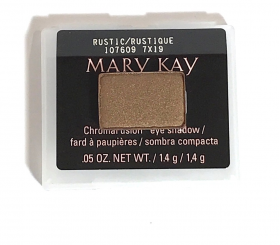 RUSTIC/RUSTIQUE
107609 7X19
MARY KAY
Chromafusion™ eye shadow /
fard à paupières / sombra compacta
.05 OZ. NET WT. / 1,4 g / 1,4 g